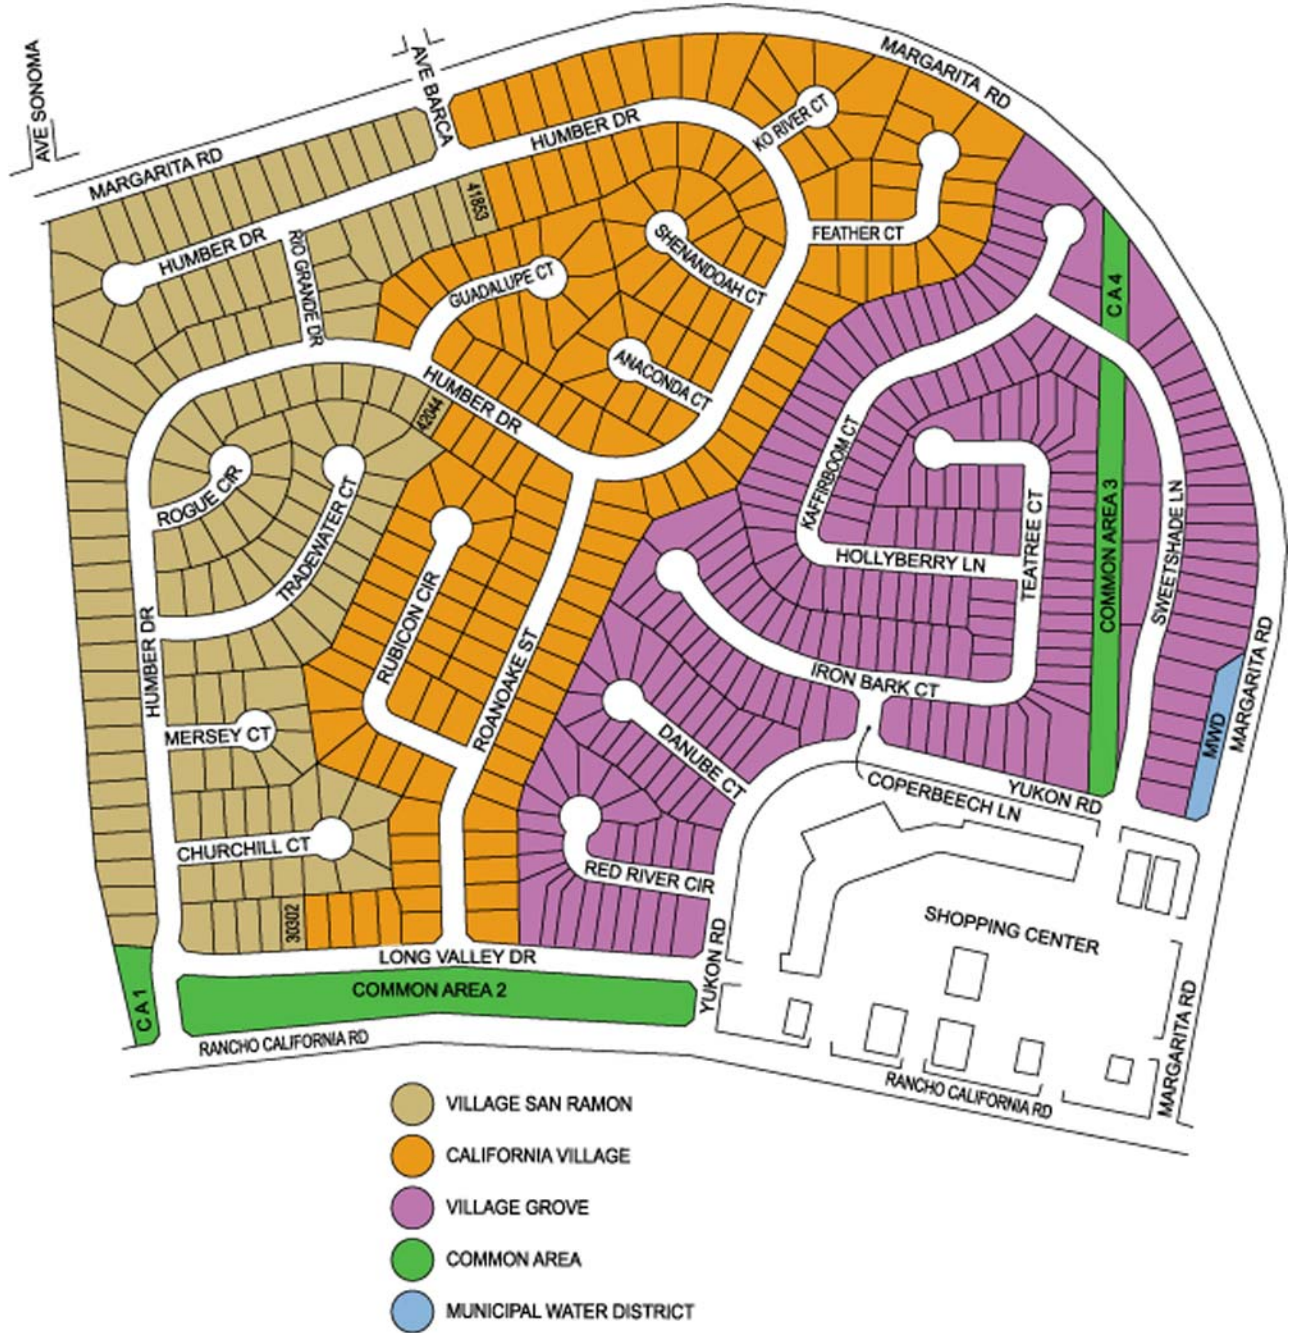 AVE SONOMA
AVE BARCA
MARGARITA RD
MARGARITA RD
HUMBER DR
KO RIVER CT
41853
HUMBER DR
RIO GRANDE DR
SHENANDOAH CT
FEATHER CT
GUADALUPE CT
C A 4
ANACONDA CT
HUMBER DR
42044
KAFFIRBOOM CT
ROGUE CIR
TRADEWATER CT
TEATREE CT
COMMON AREA 3
SWEETSHADE LN
HOLLYBERRY LN
RUBICON CIR
HUMBER DR
ROANOAKE ST
IRON BARK CT
MARGARITA RD
MWD
MERSEY CT
DANUBE CT
COPERBEECH LN
YUKON RD
CHURCHILL CT
RED RIVER CIR
30302
SHOPPING CENTER
LONG VALLEY DR
YUKON RD
COMMON AREA 2
C A 1
MARGARITA RD
RANCHO CALIFORNIA RD
RANCHO CALIFORNIA RD
VILLAGE SAN RAMON
CALIFORNIA VILLAGE
VILLAGE GROVE
COMMON AREA
MUNICIPAL WATER DISTRICT